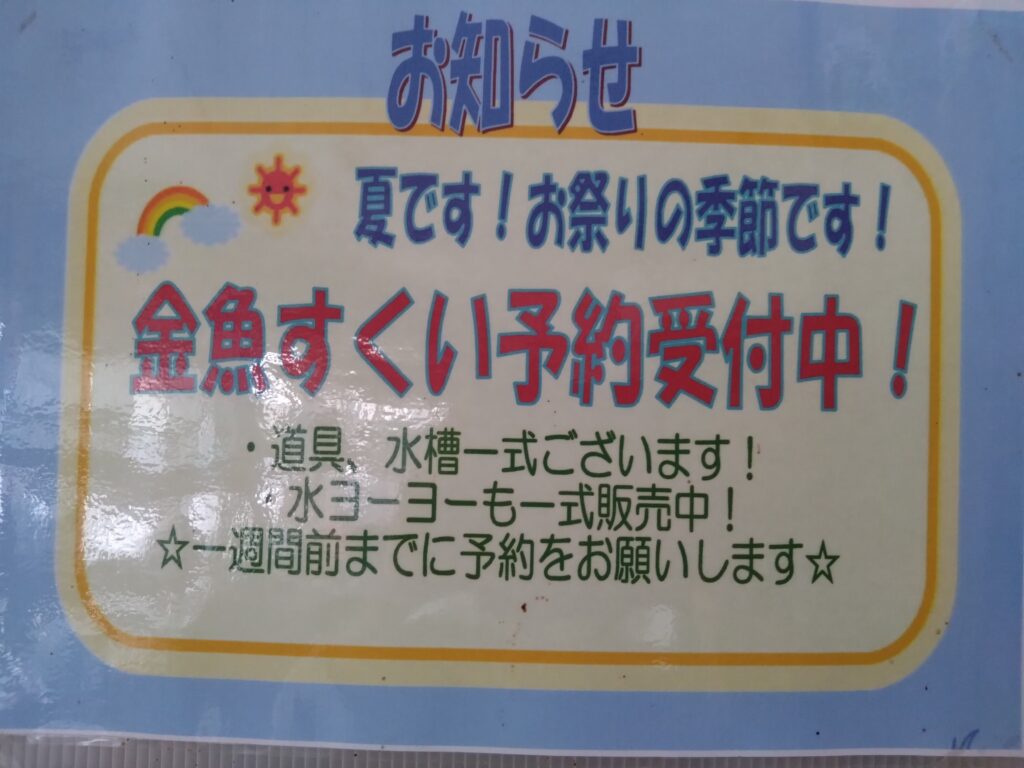 お知らせ
夏です！お祭りの季節です！
金魚すくい予約受付中！
・道具、水槽一式ございます！
・水ヨーヨーも一式販売中！
☆一週間前までに予約をお願いします☆